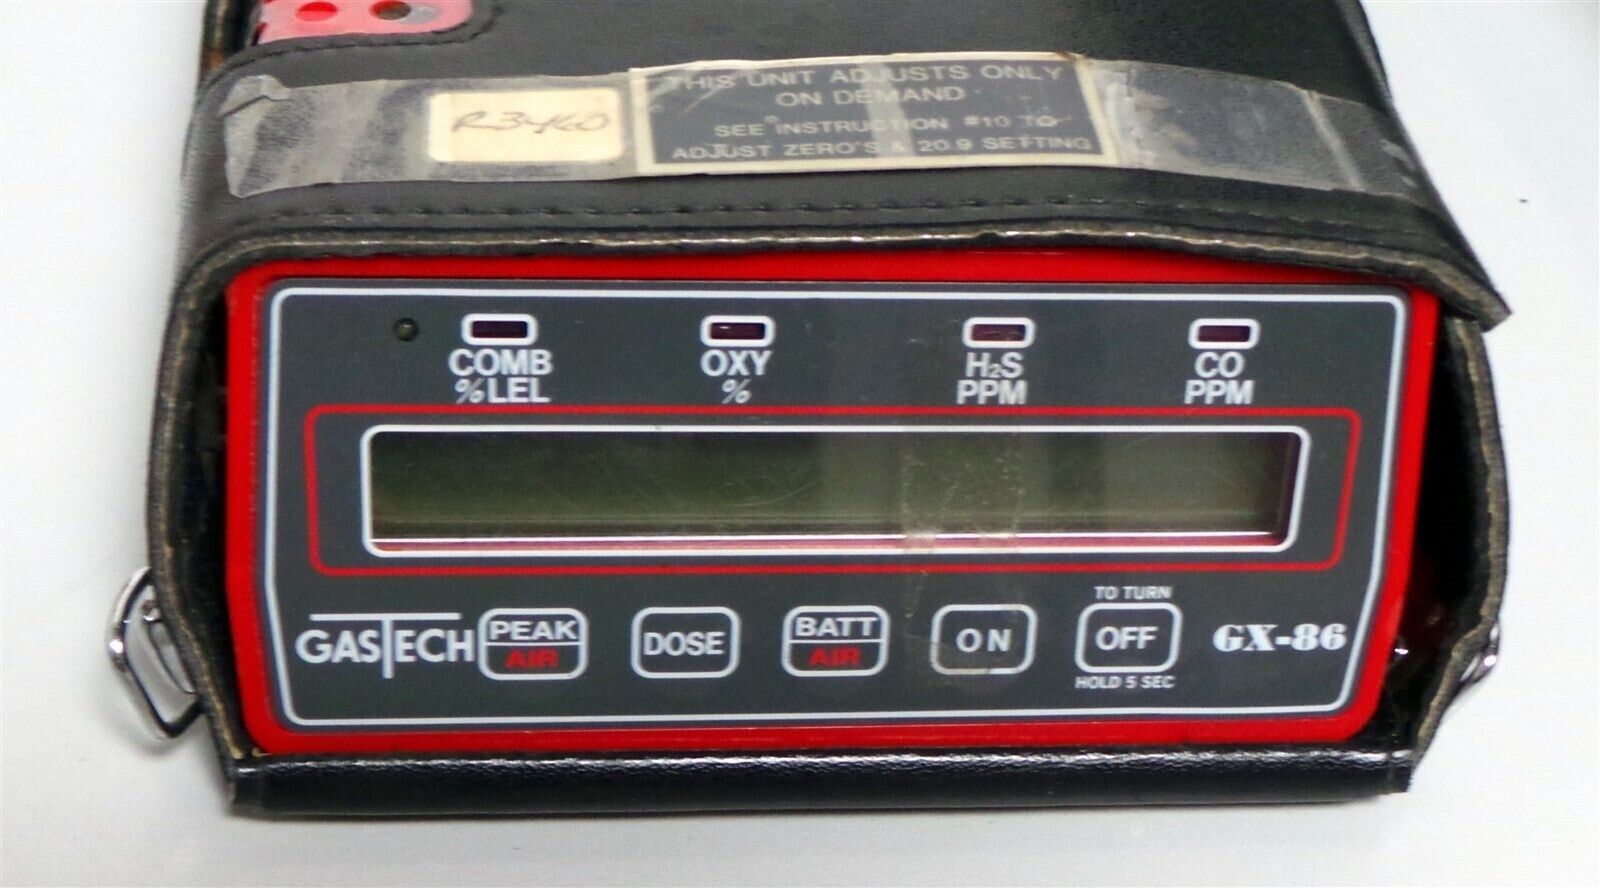 R3460
THIS UNIT ADJUSTS ONLY
ON DEMAND
SEE INSTRUCTION #10 TO
ADJUST ZERO'S & 20.9 SETTING
COMB
%LEL
OXY
%
H₂S
PPM
CO
PPM
GASTECH
PEAK
AIR
DOSE
BATT
AIR
ON
TO TURN
OFF
HOLD 5 SEC
GX-86